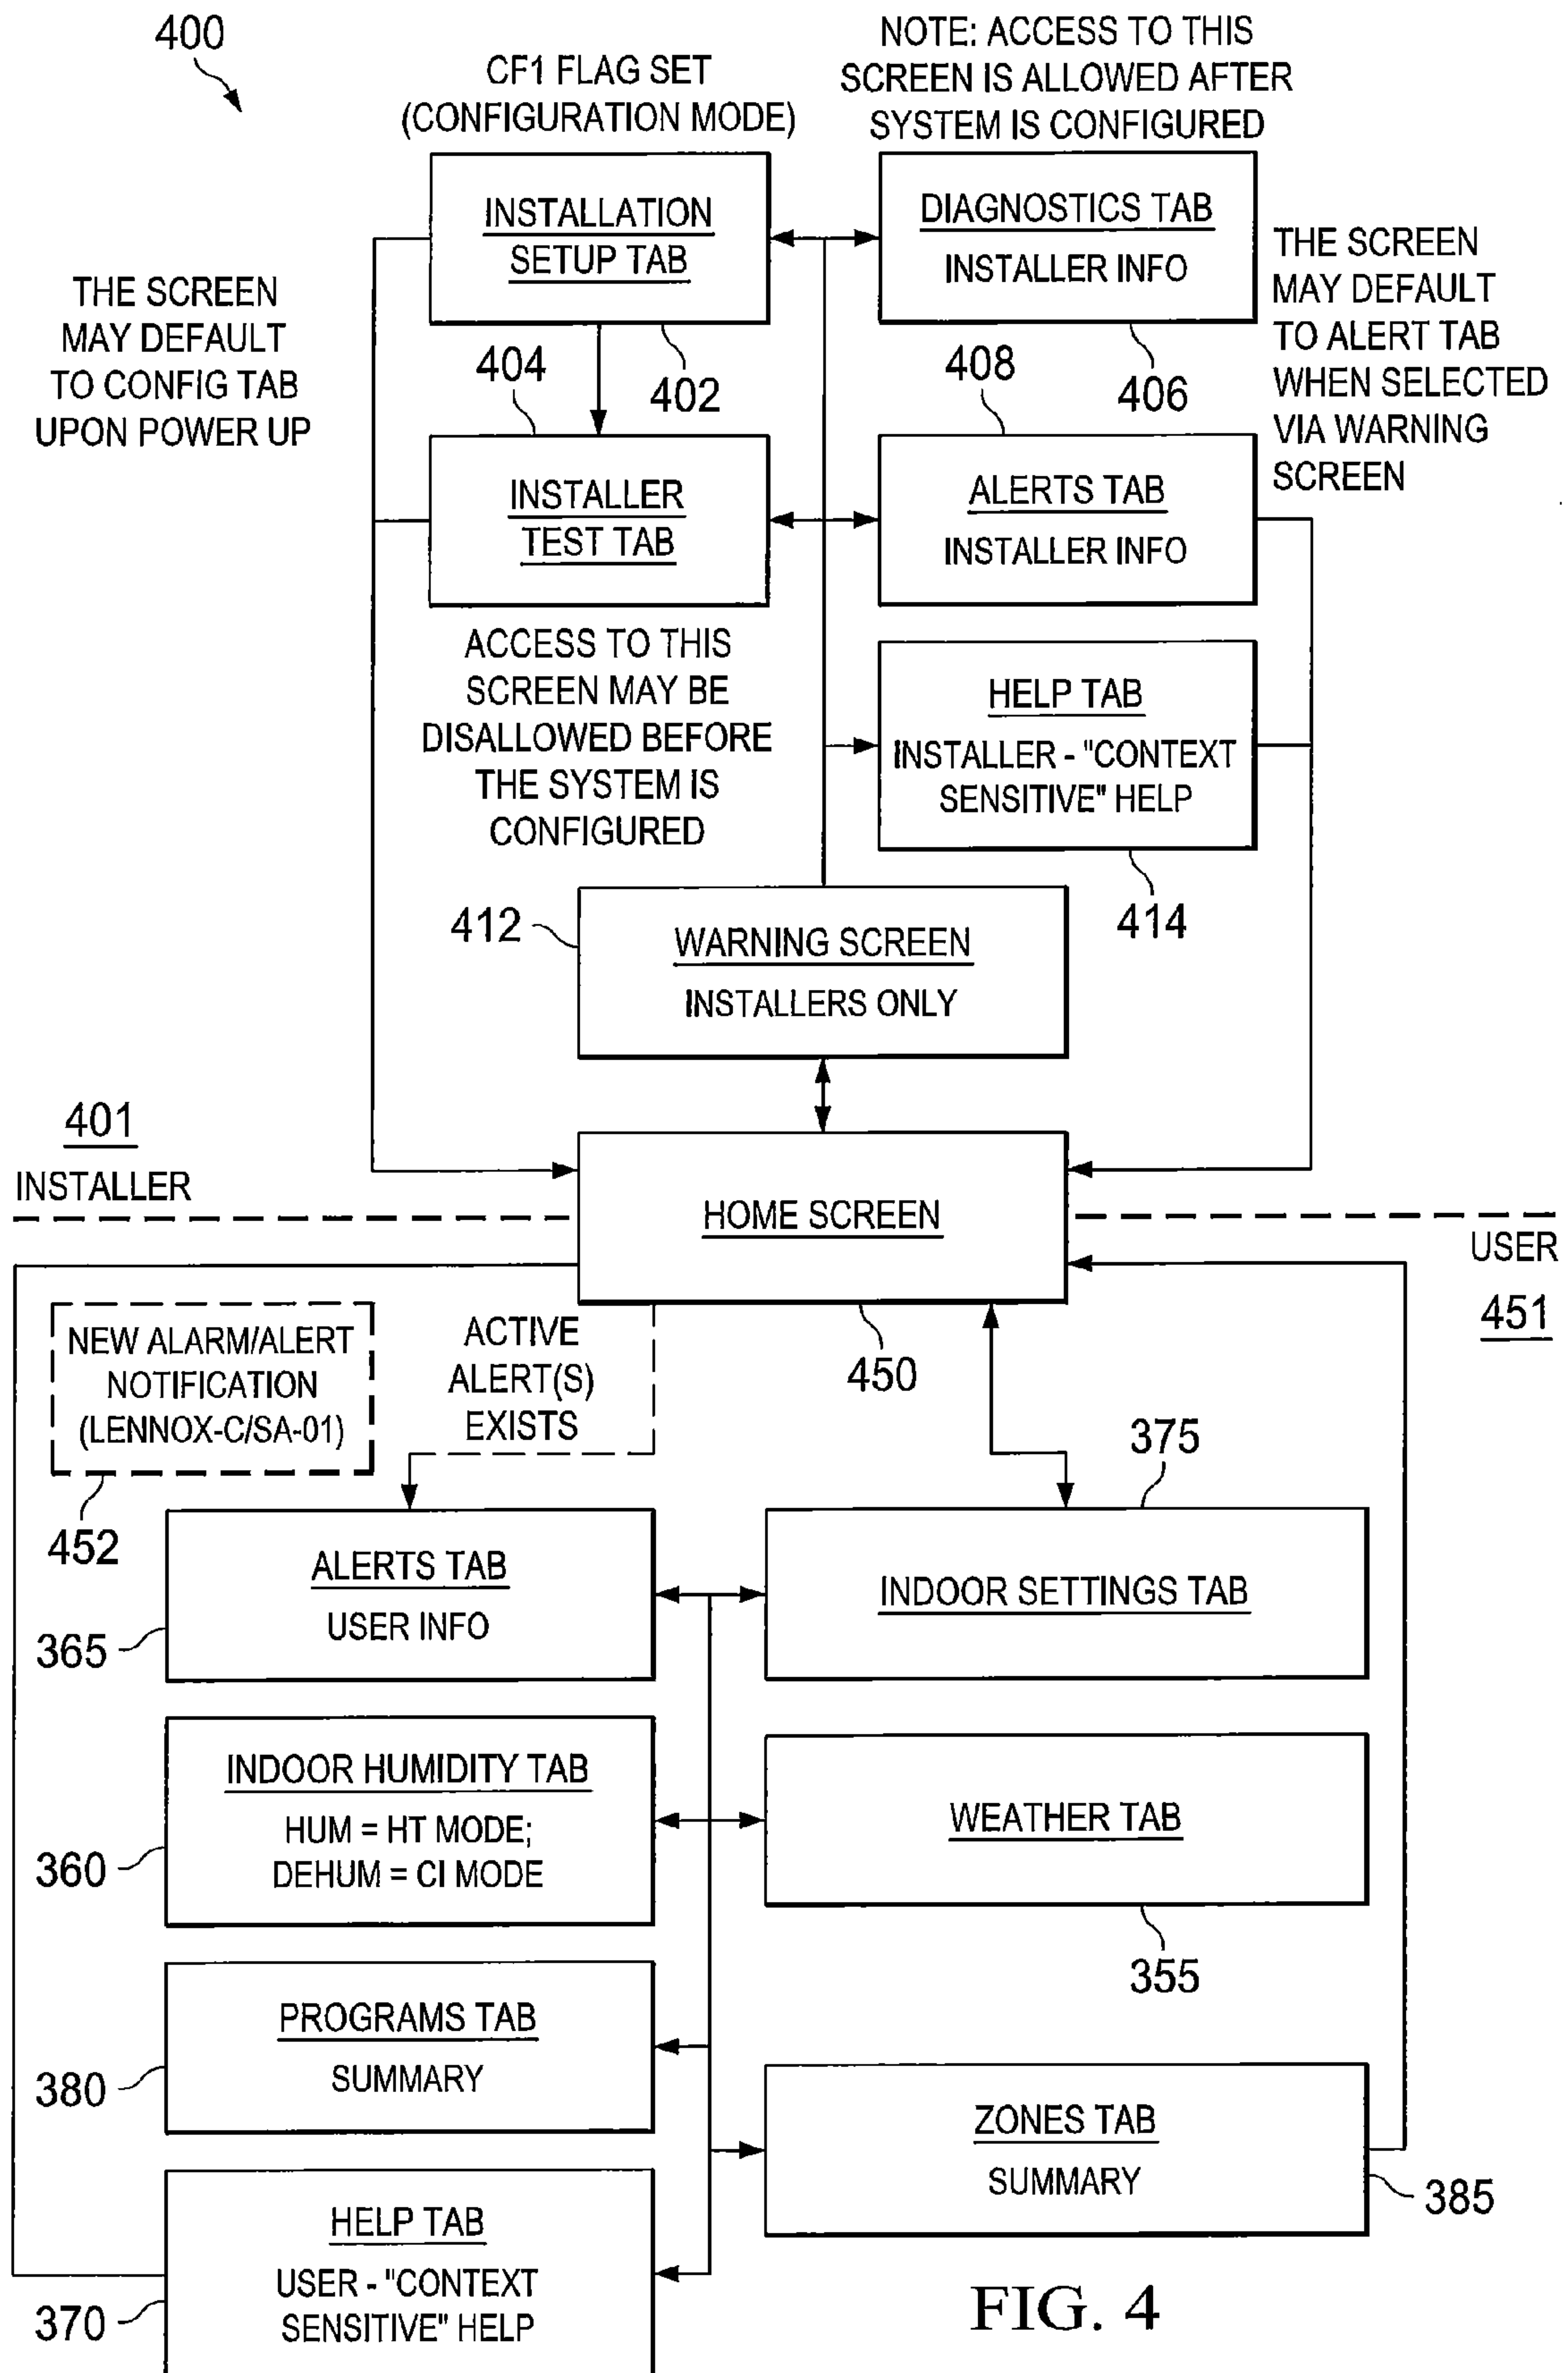 400
CF1 FLAG SET
(CONFIGURATION MODE)
NOTE: ACCESS TO THIS
SCREEN IS ALLOWED AFTER
SYSTEM IS CONFIGURED
INSTALLATION
SETUP TAB
402
DIAGNOSTICS TAB
INSTALLER INFO
406
THE SCREEN
MAY DEFAULT
TO CONFIG TAB
UPON POWER UP
THE SCREEN
MAY DEFAULT
TO ALERT TAB
WHEN SELECTED
VIA WARNING
SCREEN
404
INSTALLER
TEST TAB
408
ALERTS TAB
INSTALLER INFO
ACCESS TO THIS
SCREEN MAY BE
DISALLOWED BEFORE
THE SYSTEM IS
CONFIGURED
HELP TAB
INSTALLER - "CONTEXT
SENSITIVE" HELP
414
412
WARNING SCREEN
INSTALLERS ONLY
401
INSTALLER
HOME SCREEN
450
USER
451
NEW ALARM/ALERT
NOTIFICATION
(LENNOX-C/SA-01)
452
ACTIVE
ALERT(S)
EXISTS
375
ALERTS TAB
USER INFO
365
INDOOR SETTINGS TAB
INDOOR HUMIDITY TAB
HUM = HT MODE;
DEHUM = CI MODE
360
WEATHER TAB
355
PROGRAMS TAB
SUMMARY
380
ZONES TAB
SUMMARY
385
HELP TAB
USER - "CONTEXT
SENSITIVE" HELP
370
FIG. 4